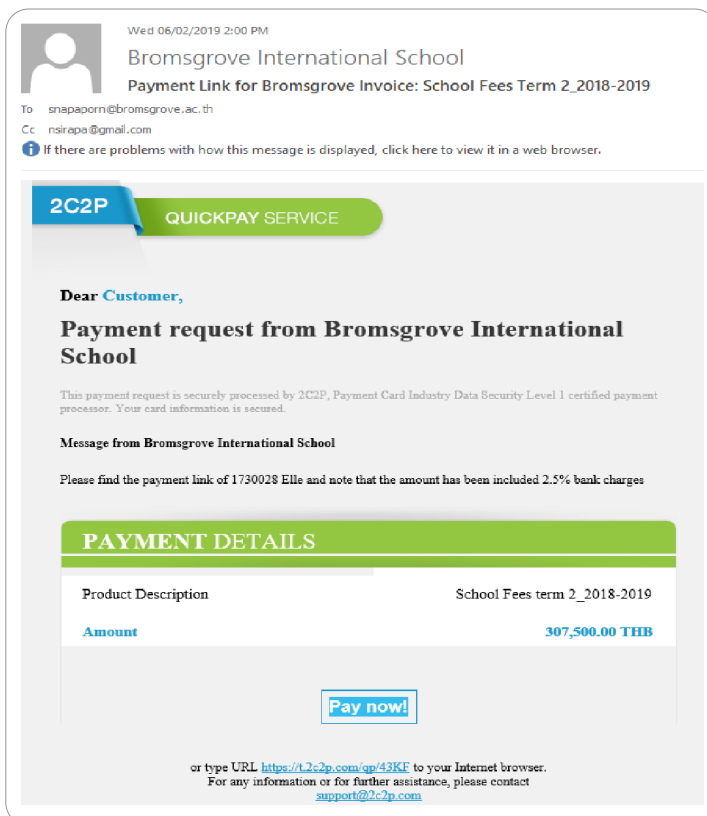 Wed 06/02/2019 2:00 PM
Bromsgrove International School
Payment Link for Bromsgrove Invoice: School Fees Term 2_2018-2019
To snapaporn@bromsgrove.ac.th
Cc nsirapa@gmail.com
If there are problems with how this message is displayed, click here to view it in a web browser.
2C2P QUICKPAY SERVICE
Dear Customer,
Payment request from Bromsgrove International
School
This payment request is securely processed by 2C2P, Payment Card Industry Data Security Level 1 certified payment
processor. Your card information is secured.
Message from Bromsgrove International School
Please find the payment link of 1730028 Elle and note that the amount has been included 2.5% bank charges
PAYMENT DETAILS
Product Description School Fees term 2_2018-2019
Amount 307,500.00 THB
Pay now!
or type URL https://t.2c2p.com/qp/43KF to your Internet browser.
For any information or for further assistance, please contact
support@2c2p.com